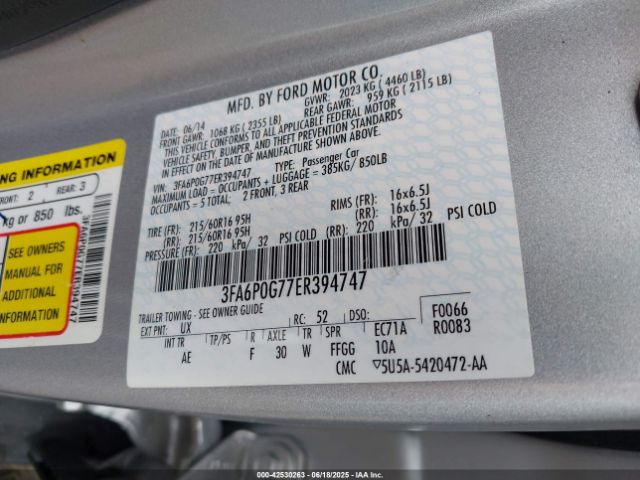 MFD. BY FORD MOTOR CO.
06/14 GVWR: 2023 KG ( 4460 LB)
FRONT GAWR: 1068 KG ( 2355 LB) REAR GAWR: 959 KG ( 2115 LB)
THIS VEHICLE CONFORMS TO ALL APPLICABLE FEDERAL MOTOR
VEHICLE SAFETY, BUMPER, AND THEFT PREVENTION STANDARDS
IN EFFECT ON THE DATE OF MANUFACTURE SHOWN ABOVE.
VIN: 3FA6P0G77ER394747 TYPE: Passenger Car
MAXIMUM LOAD = OCCUPANTS + LUGGAGE = 385KG/ 850LB
OCCUPANTS = 5 TOTAL: 2 FRONT, 3 REAR
TIRE (FR): 215/60R16 95H RIMS (FR): 16x6.5J
(RR): 215/60R16 95H (RR): 16x6.5J
PRESSURE (FR): 220 kPa/ 32 PSI COLD (RR): 220 kPa/ 32 PSI COLD
3FA6P0G77ER394747
TRAILER TOWING - SEE OWNER GUIDE
EXT PNT: UX RC: 52 DSO: F0066
INT TR TP/PS AXLE TR SPR EC71A R0083
AE F 30 W FFGG 10A
CMC 5U5A-5420472-AA
NG INFORMATION
FRONT: 2 REAR: 3
kg or 850 lbs.
SEE OWNERS
MANUAL FOR
ADDITIONAL
INFORMATION
3FA6P0G77ER394747
000-42530263 - 06/18/2025 - IAAI.COM